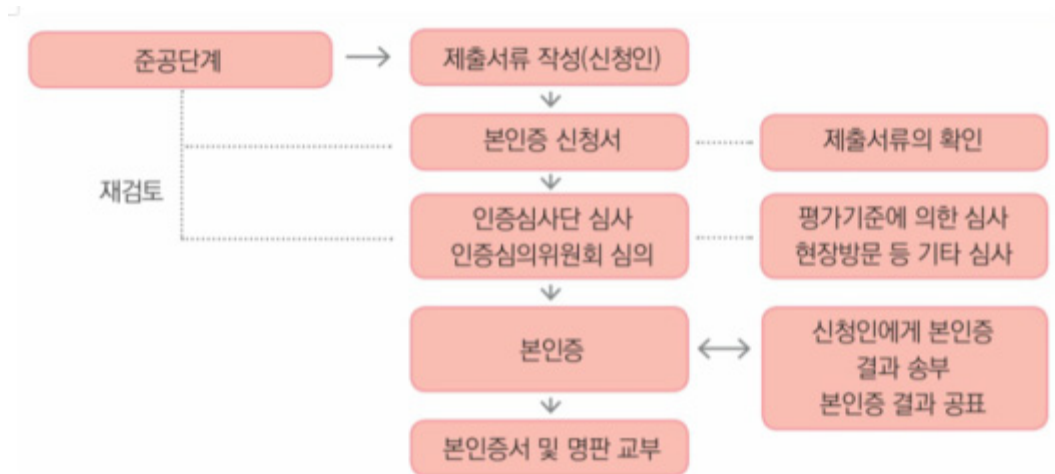 준공단계
제출서류 작성(신청인)
본인증 신청서
제출서류의 확인
재검토
인증심사단 심사
인증심의위원회 심의
평가기준에 의한 심사
현장방문 등 기타 심사
본인증
신청인에게 본인증
결과 송부
본인증 결과 공표
본인증서 및 명판 교부